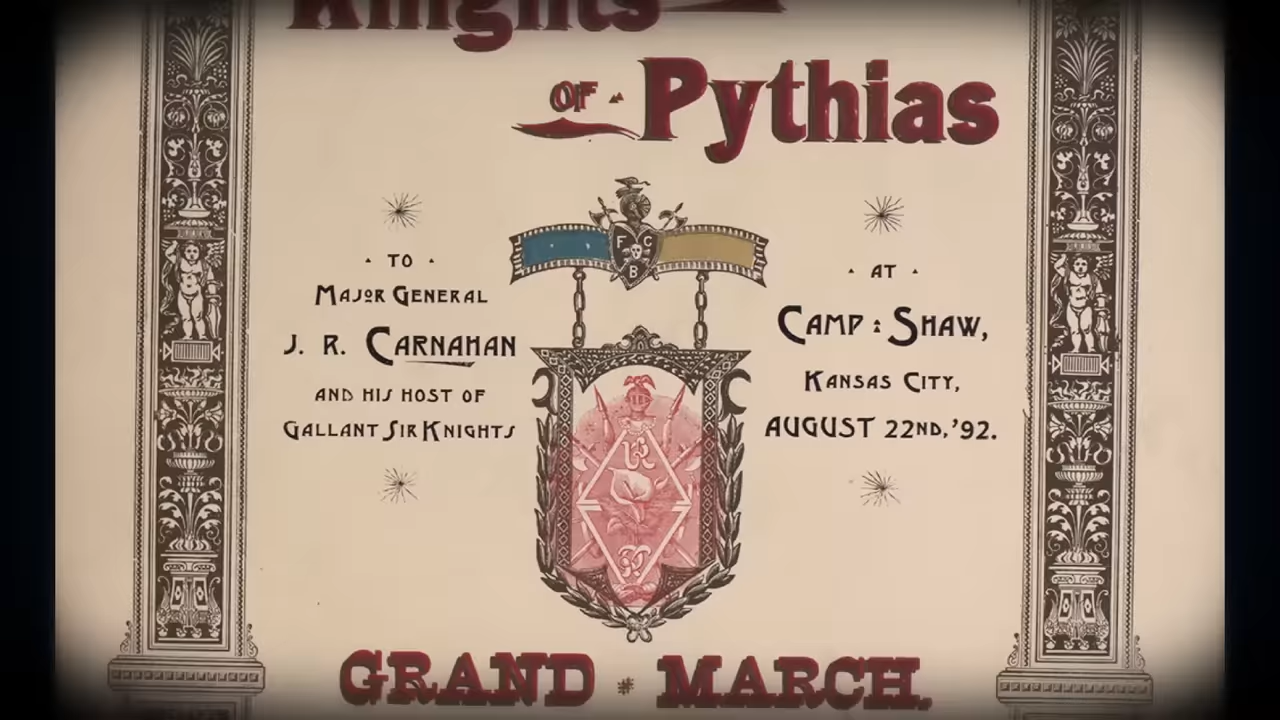 Knights
OF Pythias
· TO ·
MAJOR GENERAL
J. R. CARNAHAN
AND HIS HOST OF
GALLANT SIR KNIGHTS
F C
B
· AT ·
CAMP : SHAW,
KANSAS CITY,
AUGUST 22ND, '92.
GRAND * MARCH.